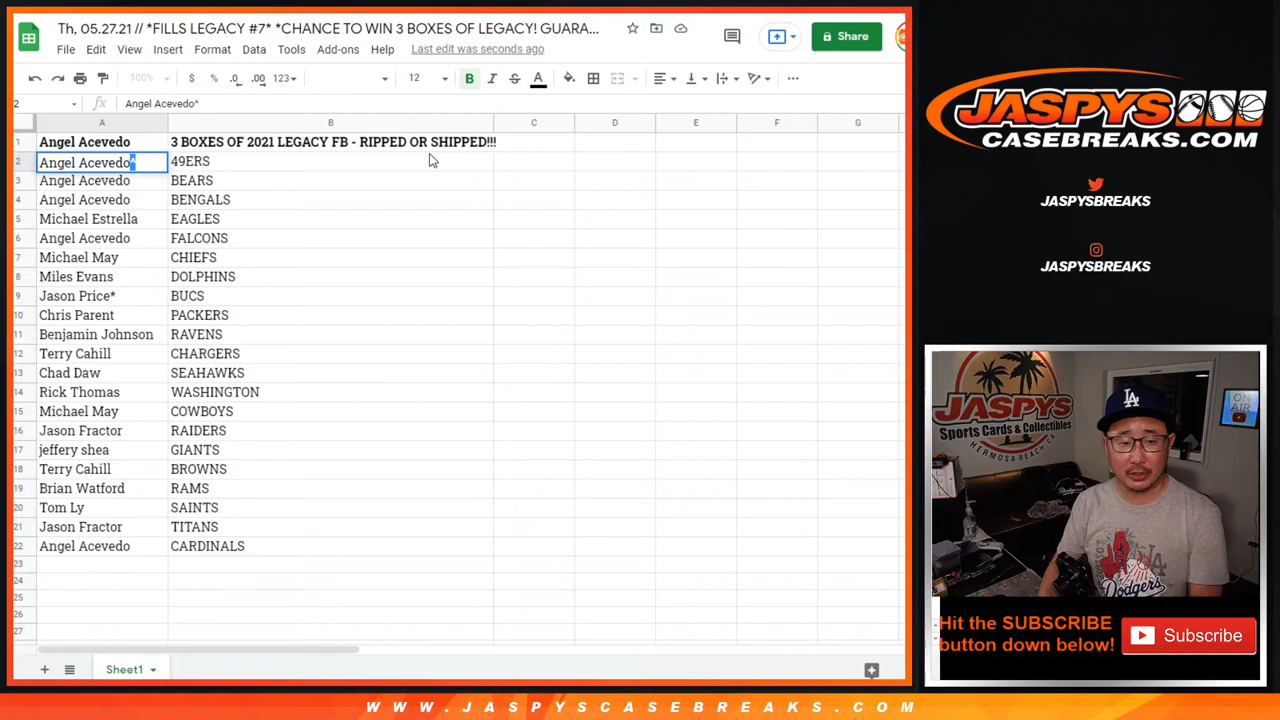 Th, 05.27.21 // *FILLS LEGACY #7* *CHANCE TO WIN 3 BOXES OF LEGACY! GUARA...
File Edit View Insert Format Data Tools Add-ons Help Last edit was seconds ago
Share
100% $ % .0 .00 123 12 B I S A
2 fx Angel Acevedo^
A B C D E F G
1 Angel Acevedo 3 BOXES OF 2021 LEGACY FB - RIPPED OR SHIPPED!!!
2 Angel Acevedo^ 49ERS
3 Angel Acevedo BEARS
4 Angel Acevedo BENGALS
5 Michael Estrella EAGLES
6 Angel Acevedo FALCONS
7 Michael May CHIEFS
8 Miles Evans DOLPHINS
9 Jason Price* BUCS
10 Chris Parent PACKERS
11 Benjamin Johnson RAVENS
12 Terry Cahill CHARGERS
13 Chad Daw SEAHAWKS
14 Rick Thomas WASHINGTON
15 Michael May COWBOYS
16 Jason Fractor RAIDERS
17 jeffery shea GIANTS
18 Terry Cahill BROWNS
19 Brian Watford RAMS
20 Tom Ly SAINTS
21 Jason Fractor TITANS
22 Angel Acevedo CARDINALS
23
24
25
26
27
Sheet1
JASPYS
CASEBREAKS.COM
JASPYSBREAKS
JASPYSBREAKS
JASPYS
Sports Cards & Collectibles
HERMOSA BEACH, CA
ON AIR
LA
Dodgers
Dodgers
Hit the SUBSCRIBE
button down below!
Subscribe
WWW.JASPYSCASEBREAKS.COM